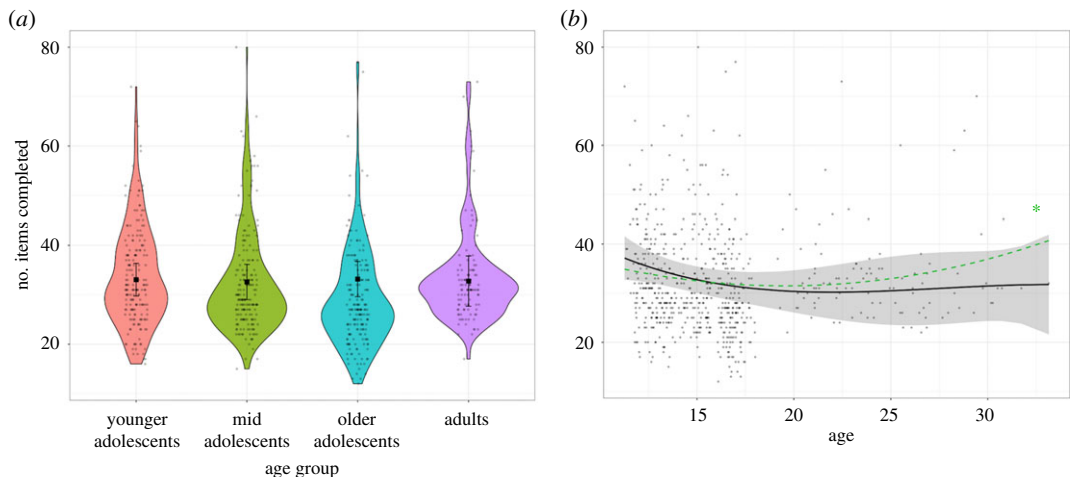 (a)
80
60
40
20
no. items completed
younger
adolescents
mid
adolescents
older
adolescents
adults
age group
(b)
80
60
40
20
*
15
20
25
30
age